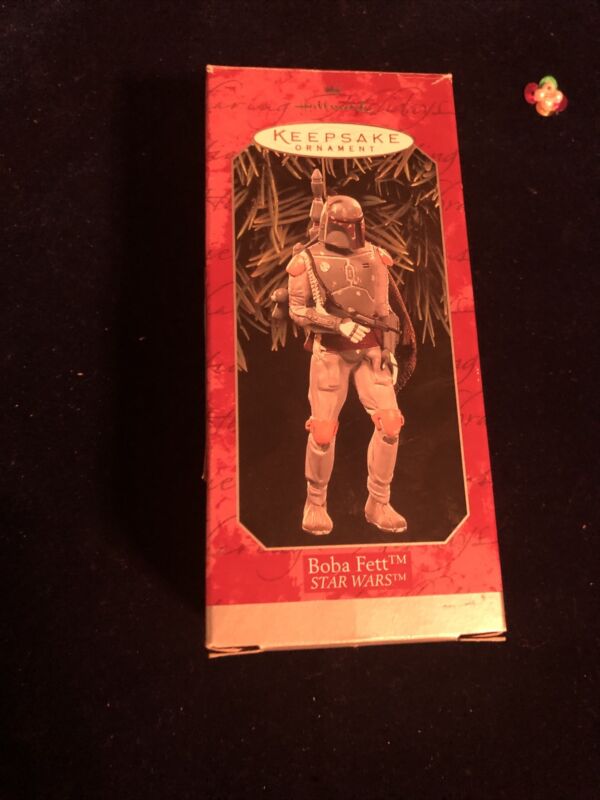 Hallmark
KEEPSAKE
ORNAMENT
Boba Fett™
STAR WARS™